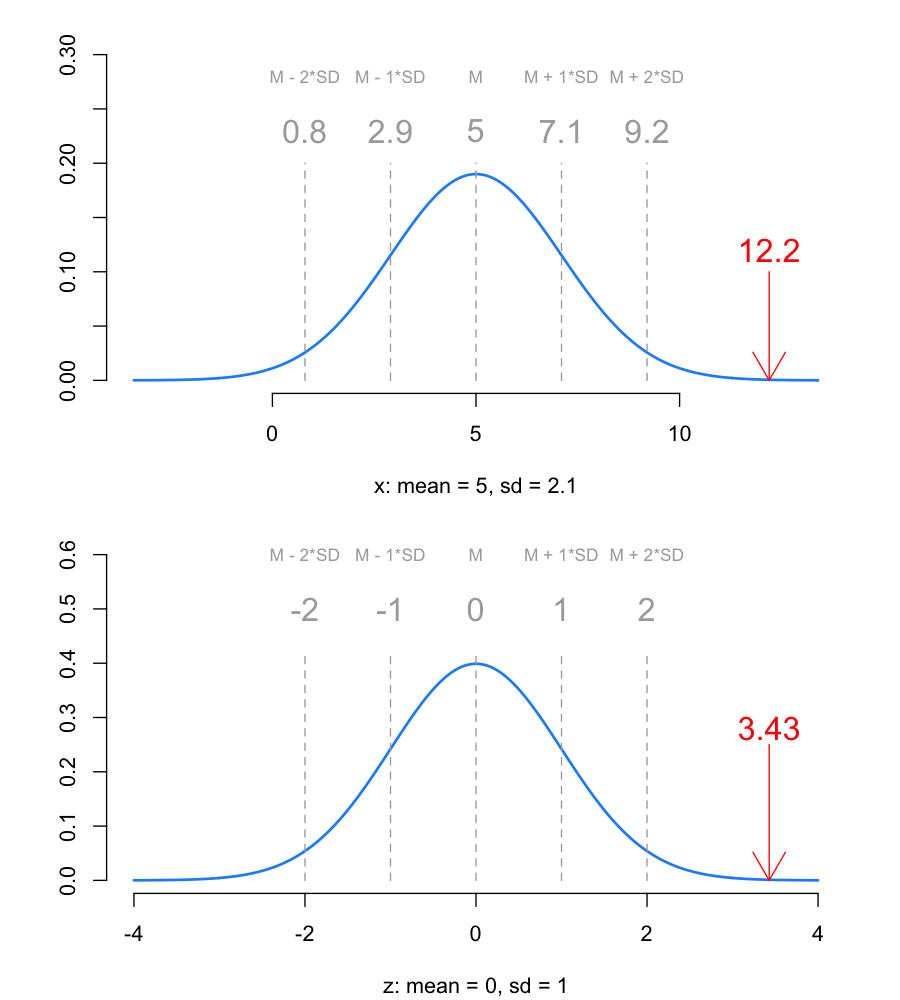 0.30
M - 2*SD M - 1*SD M M + 1*SD M + 2*SD
0.8 2.9 5 7.1 9.2
0.20
12.2
0.10
0.00
0 5 10
x: mean = 5, sd = 2.1
0.6
M - 2*SD M - 1*SD M M + 1*SD M + 2*SD
0.5
-2 -1 0 1 2
0.4
0.3
3.43
0.2
0.1
0.0
-4 -2 0 2 4
z: mean = 0, sd = 1